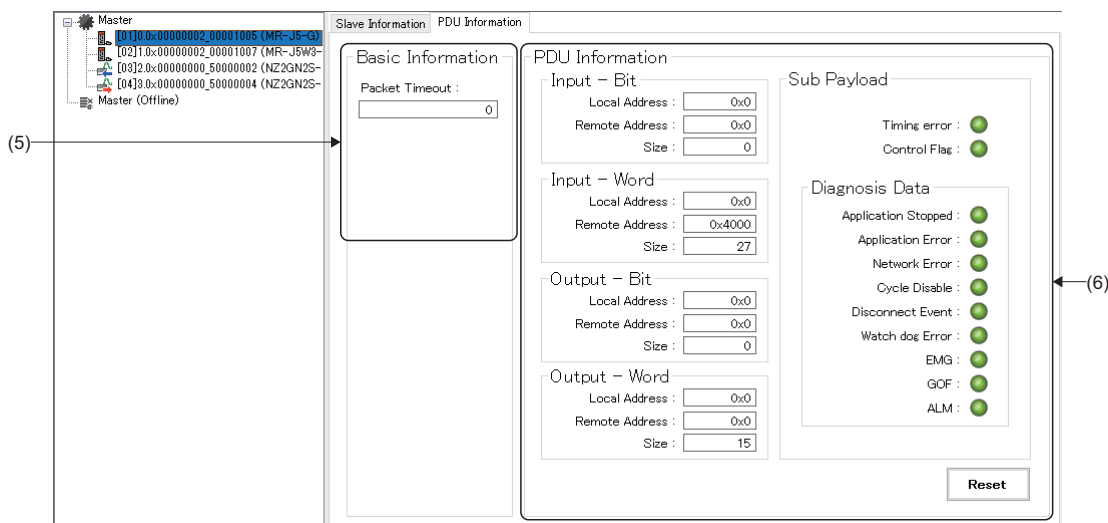 Master
[01]0.0x00000002_00001005 (MR-J5-G)
[02]1.0x00000002_00001007 (MR-J5W3-
[03]2.0x00000000_50000002 (NZ2GN2S-
[04]3.0x00000000_50000004 (NZ2GN2S-
Master (Offline)
Slave Information
PDU Information
(5)
Basic Information
Packet Timeout :
0
PDU Information
Input - Bit
Local Address : 0x0
Remote Address : 0x0
Size : 0
Input - Word
Local Address : 0x0
Remote Address : 0x4000
Size : 27
Output - Bit
Local Address : 0x0
Remote Address : 0x0
Size : 0
Output - Word
Local Address : 0x0
Remote Address : 0x0
Size : 15
Sub Payload
Timing error :
Control Flag :
Diagnosis Data
Application Stopped :
Application Error :
Network Error :
Cycle Disable :
Disconnect Event :
Watch dog Error :
EMG :
GOF :
ALM :
Reset
(6)